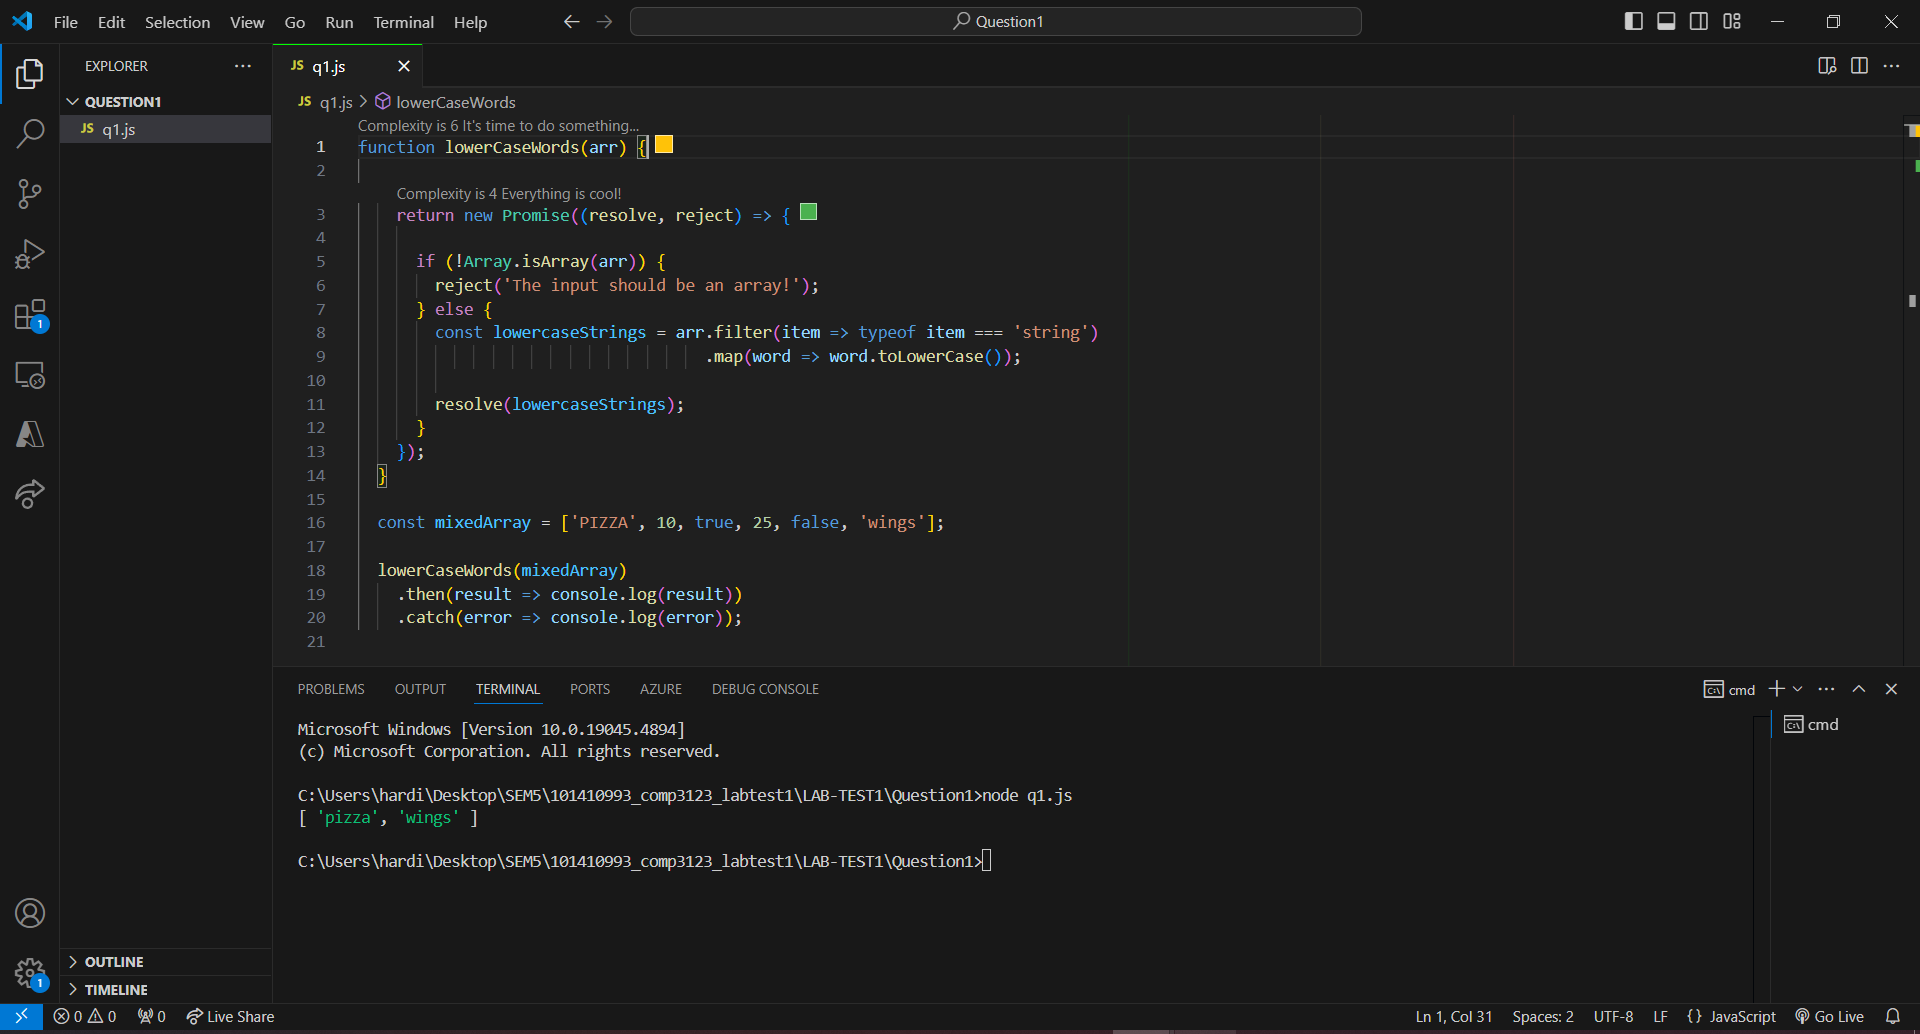 File Edit Selection View Go Run Terminal Help
Question1
EXPLORER
QUESTION1
JS q1.js
OUTLINE
TIMELINE
JS q1.js
JS q1.js > lowerCaseWords
Complexity is 6 It's time to do something...
1 function lowerCaseWords(arr) {
2
Complexity is 4 Everything is cool!
3 return new Promise((resolve, reject) => {
4
5 if (!Array.isArray(arr)) {
6 reject('The input should be an array!');
7 } else {
8 const lowercaseStrings = arr.filter(item => typeof item === 'string')
9 .map(word => word.toLowerCase());
10
11 resolve(lowercaseStrings);
12 }
13 });
14 }
15
16 const mixedArray = ['PIZZA', 10, true, 25, false, 'wings'];
17
18 lowerCaseWords(mixedArray)
19 .then(result => console.log(result))
20 .catch(error => console.log(error));
21
PROBLEMS OUTPUT TERMINAL PORTS AZURE DEBUG CONSOLE
cmd
cmd
Microsoft Windows [Version 10.0.19045.4894]
(c) Microsoft Corporation. All rights reserved.
C:\Users\hardi\Desktop\SEM5\101410993_comp3123_labtest1\LAB-TEST1\Question1>node q1.js
[ 'pizza', 'wings' ]
C:\Users\hardi\Desktop\SEM5\101410993_comp3123_labtest1\LAB-TEST1\Question1>
1
1
0 0 0 Live Share
Ln 1, Col 31 Spaces: 2 UTF-8 LF {} JavaScript Go Live